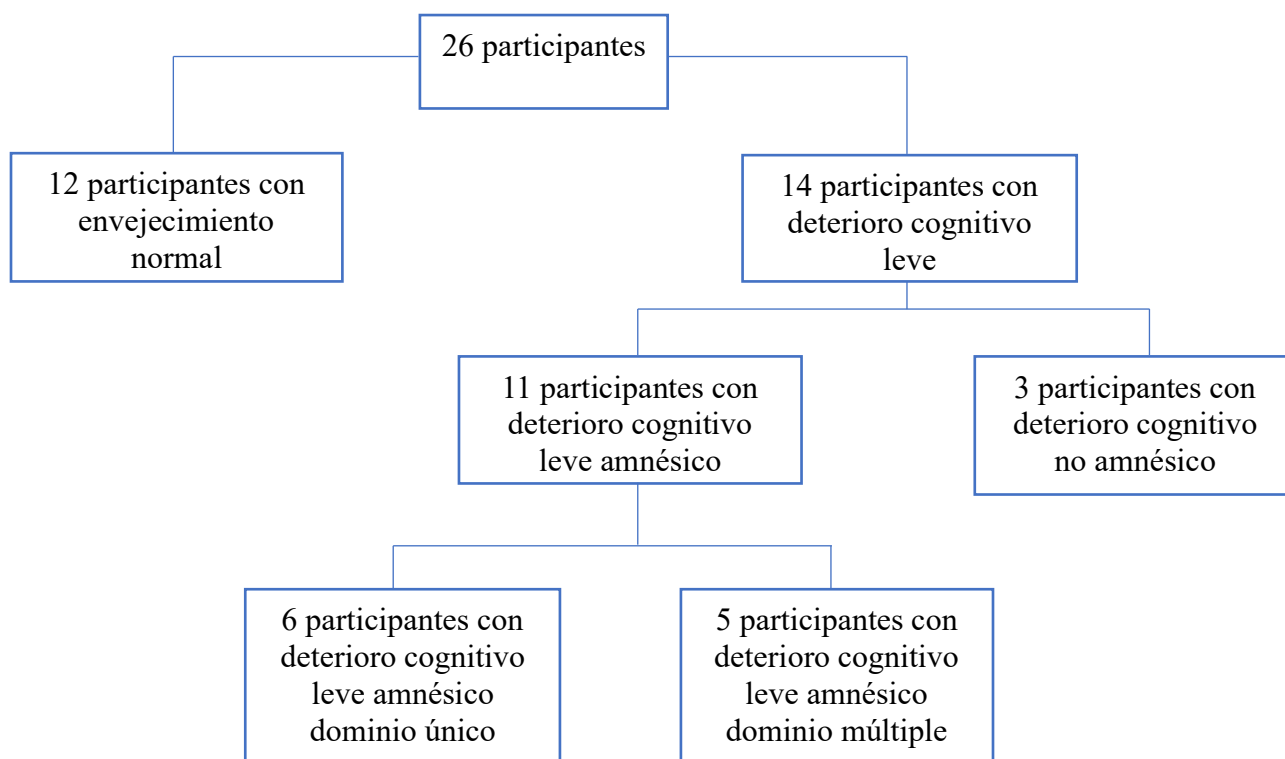 26 participantes
12 participantes con
envejecimiento
normal
14 participantes con
deterioro cognitivo
leve
11 participantes con
deterioro cognitivo
leve amnésico
3 participantes con
deterioro cognitivo
no amnésico
6 participantes con
deterioro cognitivo
leve amnésico
dominio único
5 participantes con
deterioro cognitivo
leve amnésico
dominio múltiple